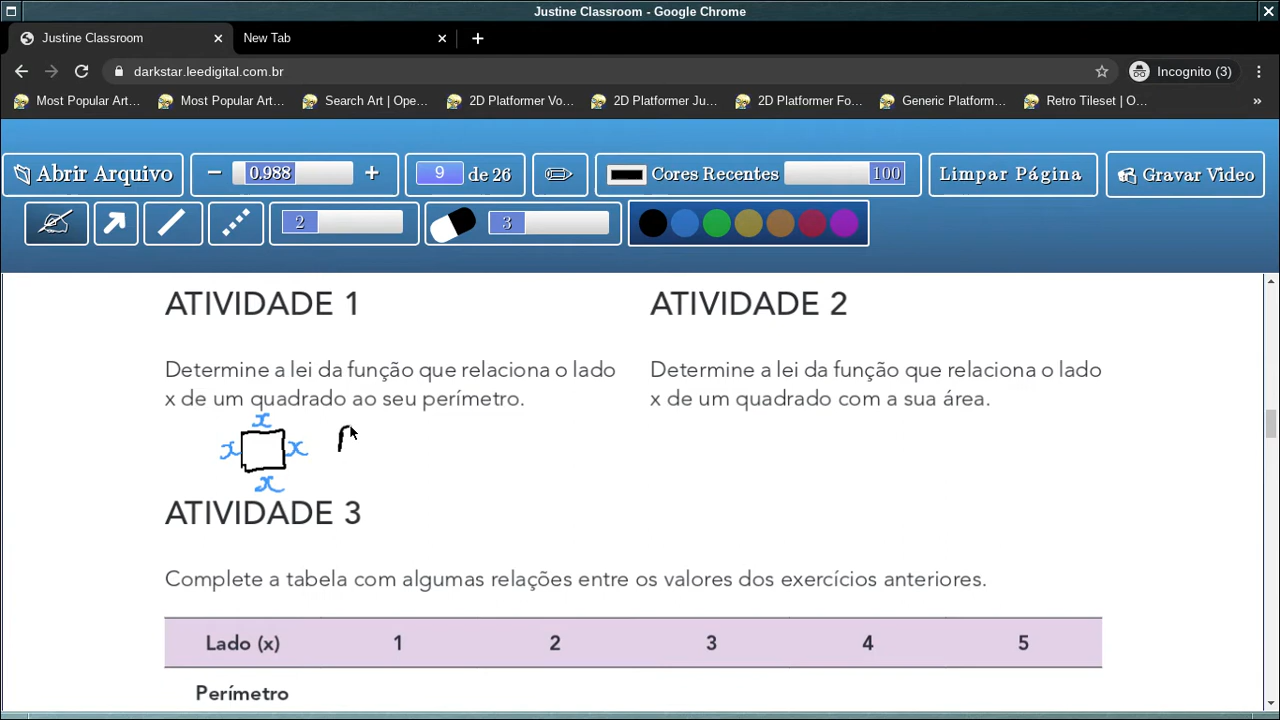 Justine Classroom - Google Chrome
Justine Classroom
New Tab
darkstar.leedigital.com.br
Incognito (3)
Most Popular Art...
Most Popular Art...
Search Art | Ope...
2D Platformer Vo...
2D Platformer Ju...
2D Platformer Fo...
Generic Platform...
Retro Tileset | O...
»
Abrir Arquivo
− 0.988 +
9 de 26
Cores Recentes 100
Limpar Página
Gravar Video
2
3
ATIVIDADE 1
Determine a lei da função que relaciona o lado
x de um quadrado ao seu perímetro.
x
x x
x
ATIVIDADE 2
Determine a lei da função que relaciona o lado
x de um quadrado com a sua área.
ATIVIDADE 3
Complete a tabela com algumas relações entre os valores dos exercícios anteriores.
Lado (x) 1 2 3 4 5
Perímetro